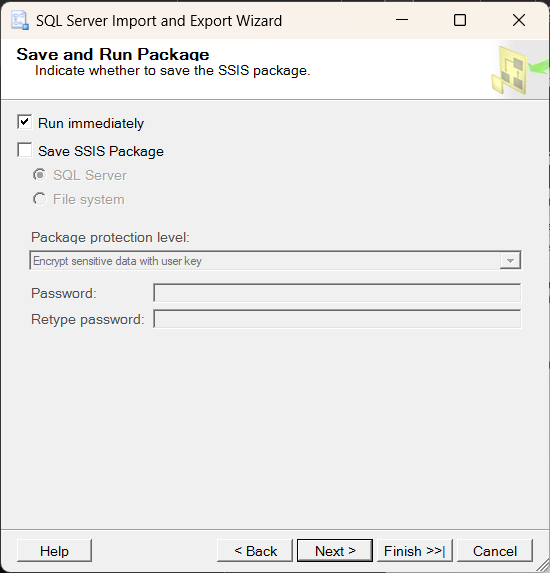 SQL Server Import and Export Wizard
Save and Run Package
Indicate whether to save the SSIS package.
Run immediately
Save SSIS Package
SQL Server
File system
Package protection level:
Encrypt sensitive data with user key
Password:
Retype password:
Help < Back Next > Finish >>| Cancel